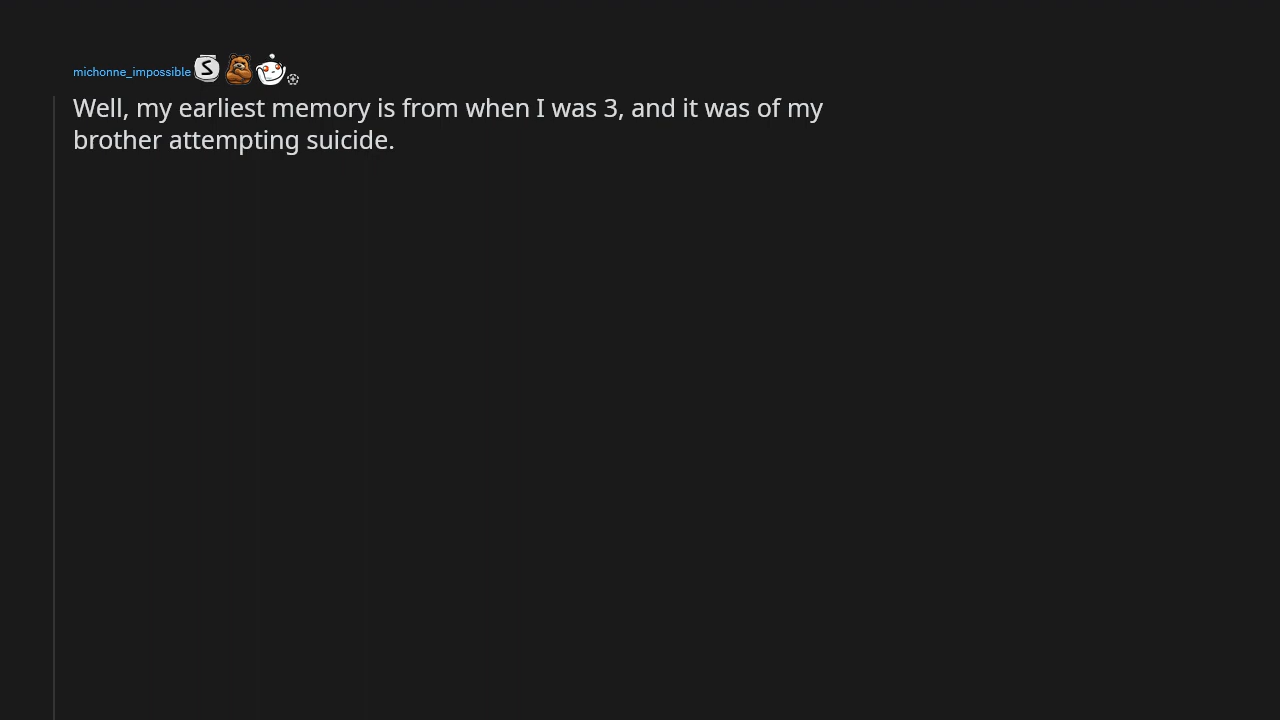 michonne_impossible
Well, my earliest memory is from when I was 3, and it was of my
brother attempting suicide.